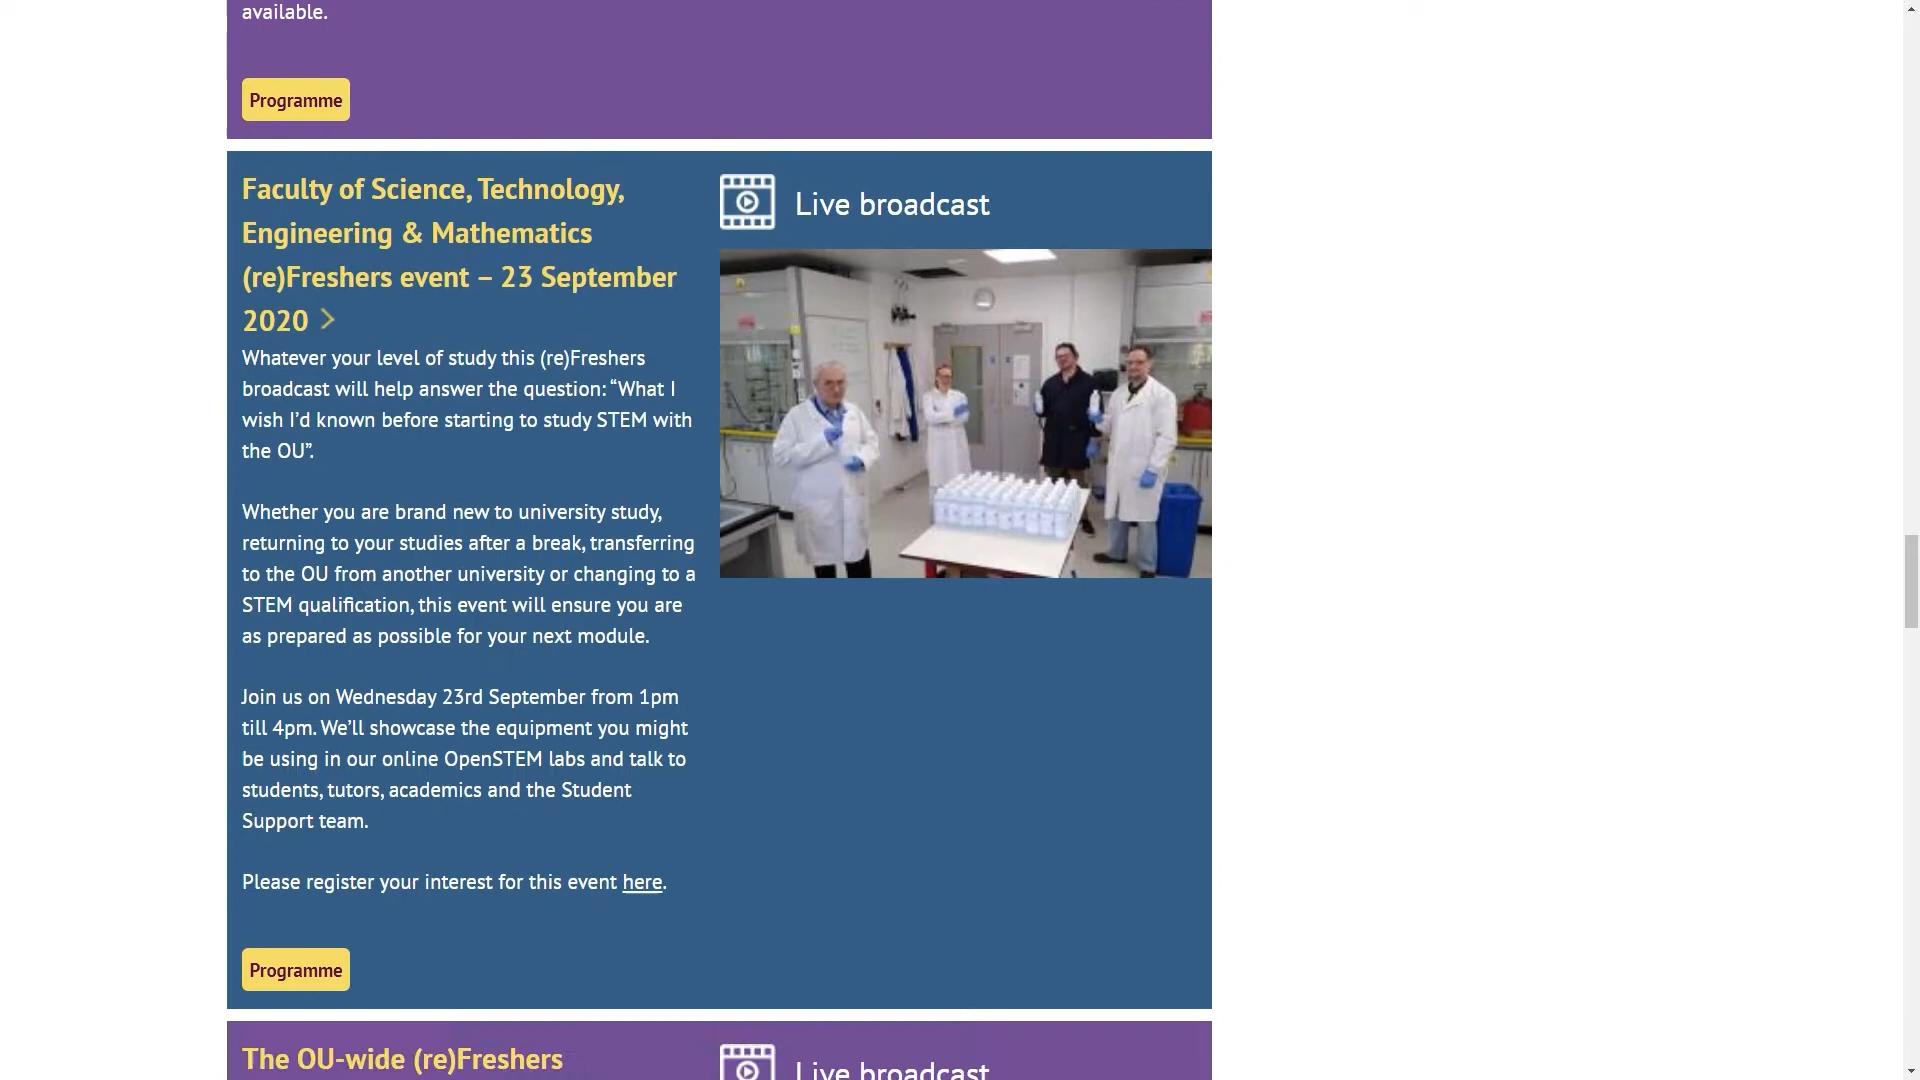 available.
Programme
Faculty of Science, Technology,
Engineering & Mathematics
(re)Freshers event – 23 September
2020
Whatever your level of study this (re)Freshers
broadcast will help answer the question: “What I
wish I’d known before starting to study STEM with
the OU”.
Whether you are brand new to university study,
returning to your studies after a break, transferring
to the OU from another university or changing to a
STEM qualification, this event will ensure you are
as prepared as possible for your next module.
Join us on Wednesday 23rd September from 1pm
till 4pm. We’ll showcase the equipment you might
be using in our online OpenSTEM labs and talk to
students, tutors, academics and the Student
Support team.
Please register your interest for this event here.
Programme
Live broadcast
The OU-wide (re)Freshers
Live broadcast